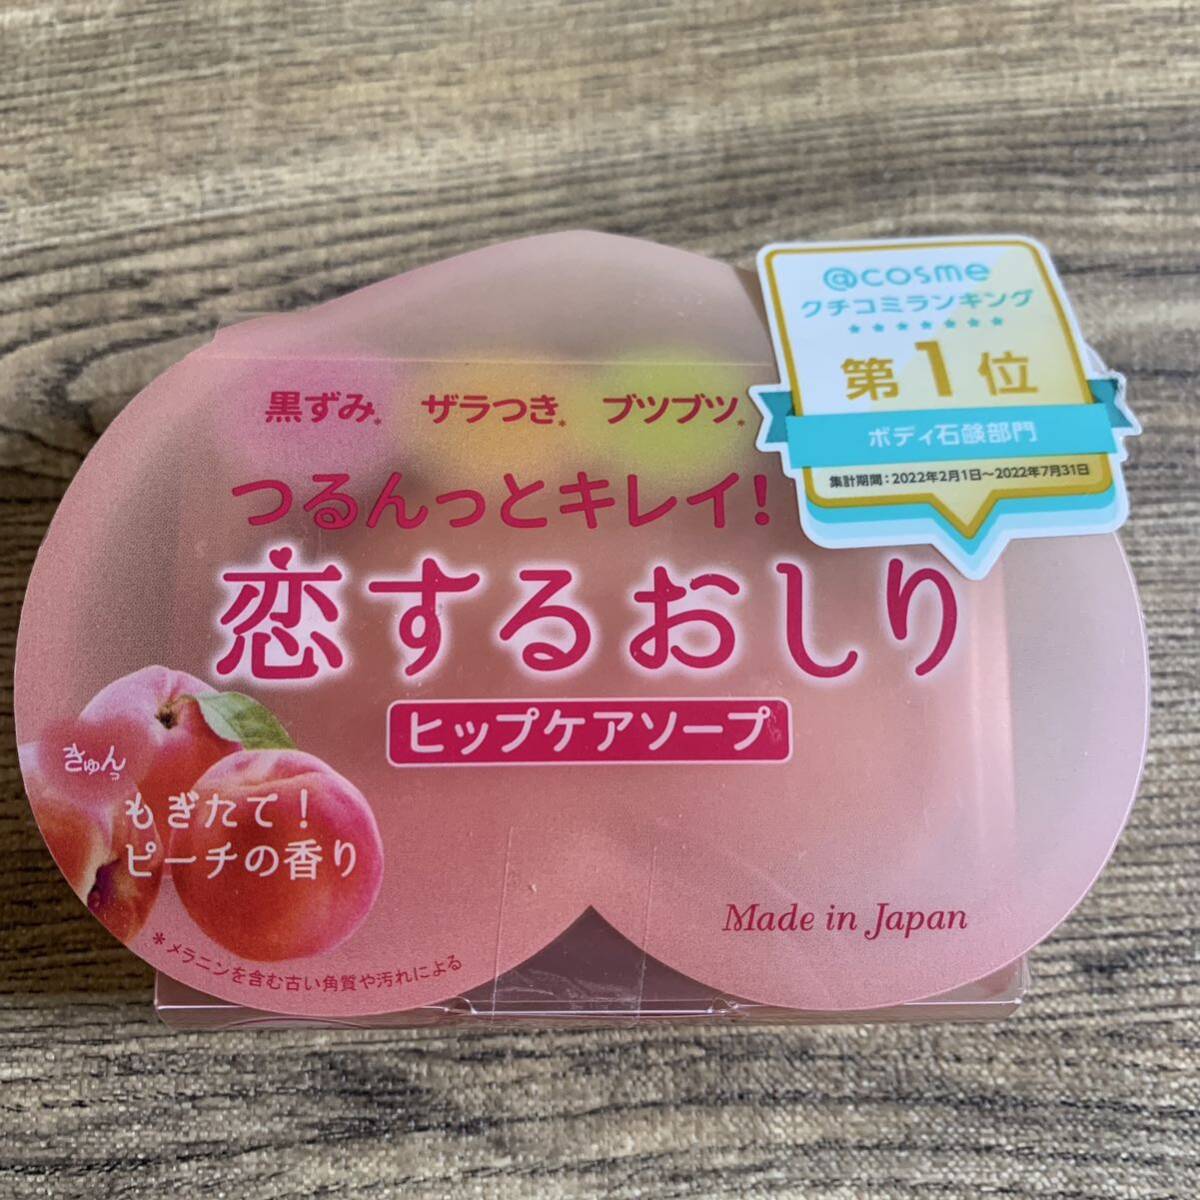 @cosme
クチコミランキング
第1位
ボディ石鹸部門
集計期間：2022年2月1日～2022年7月31日
黒ずみ* ザラつき* ブツブツ*
つるんっとキレイ！
恋するおしり
ヒップケアソープ
きゅんっ
もぎたて！
ピーチの香り
Made in Japan
*メラニンを含む古い角質や汚れによる